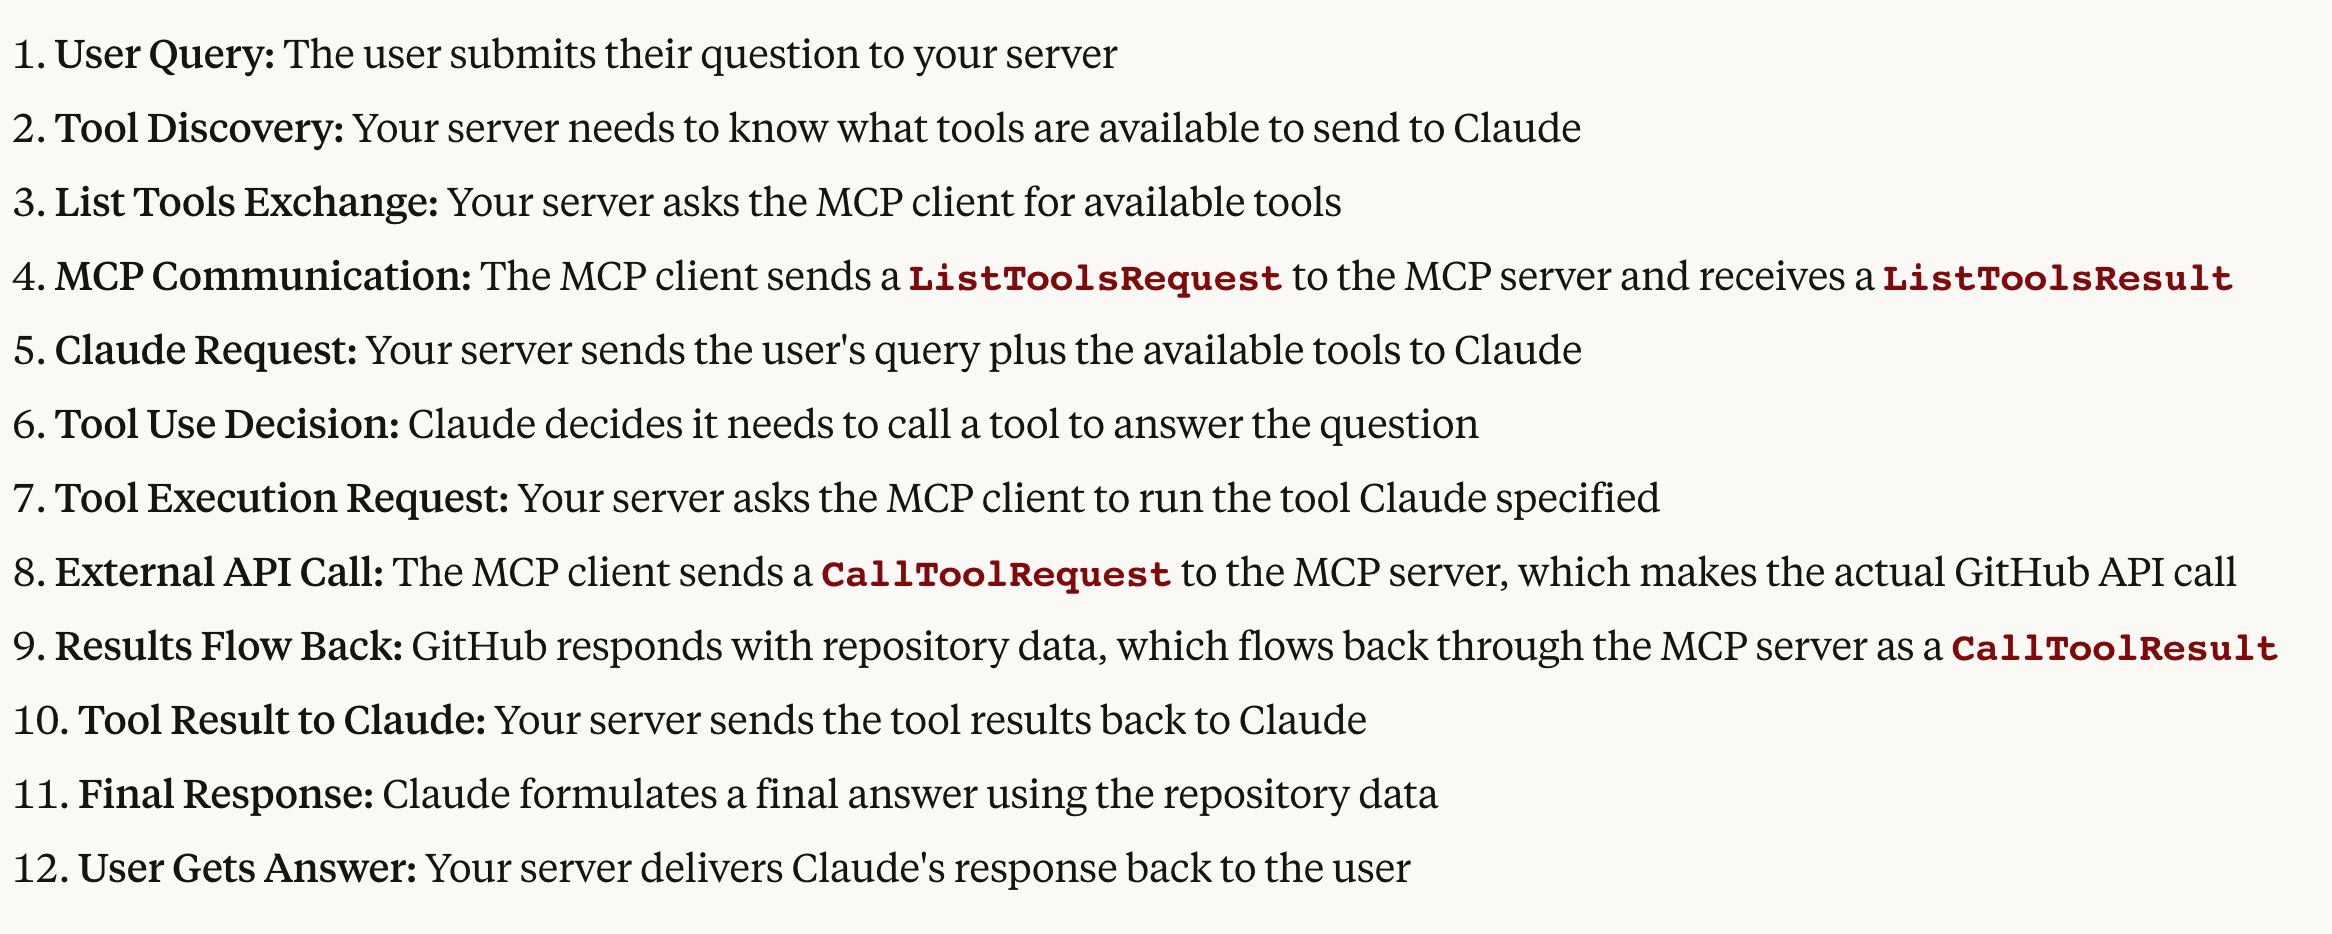 1. User Query: The user submits their question to your server
2. Tool Discovery: Your server needs to know what tools are available to send to Claude
3. List Tools Exchange: Your server asks the MCP client for available tools
4. MCP Communication: The MCP client sends a ListToolsRequest to the MCP server and receives a ListToolsResult
5. Claude Request: Your server sends the user's query plus the available tools to Claude
6. Tool Use Decision: Claude decides it needs to call a tool to answer the question
7. Tool Execution Request: Your server asks the MCP client to run the tool Claude specified
8. External API Call: The MCP client sends a CallToolRequest to the MCP server, which makes the actual GitHub API call
9. Results Flow Back: GitHub responds with repository data, which flows back through the MCP server as a CallToolResult
10. Tool Result to Claude: Your server sends the tool results back to Claude
11. Final Response: Claude formulates a final answer using the repository data
12. User Gets Answer: Your server delivers Claude's response back to the user